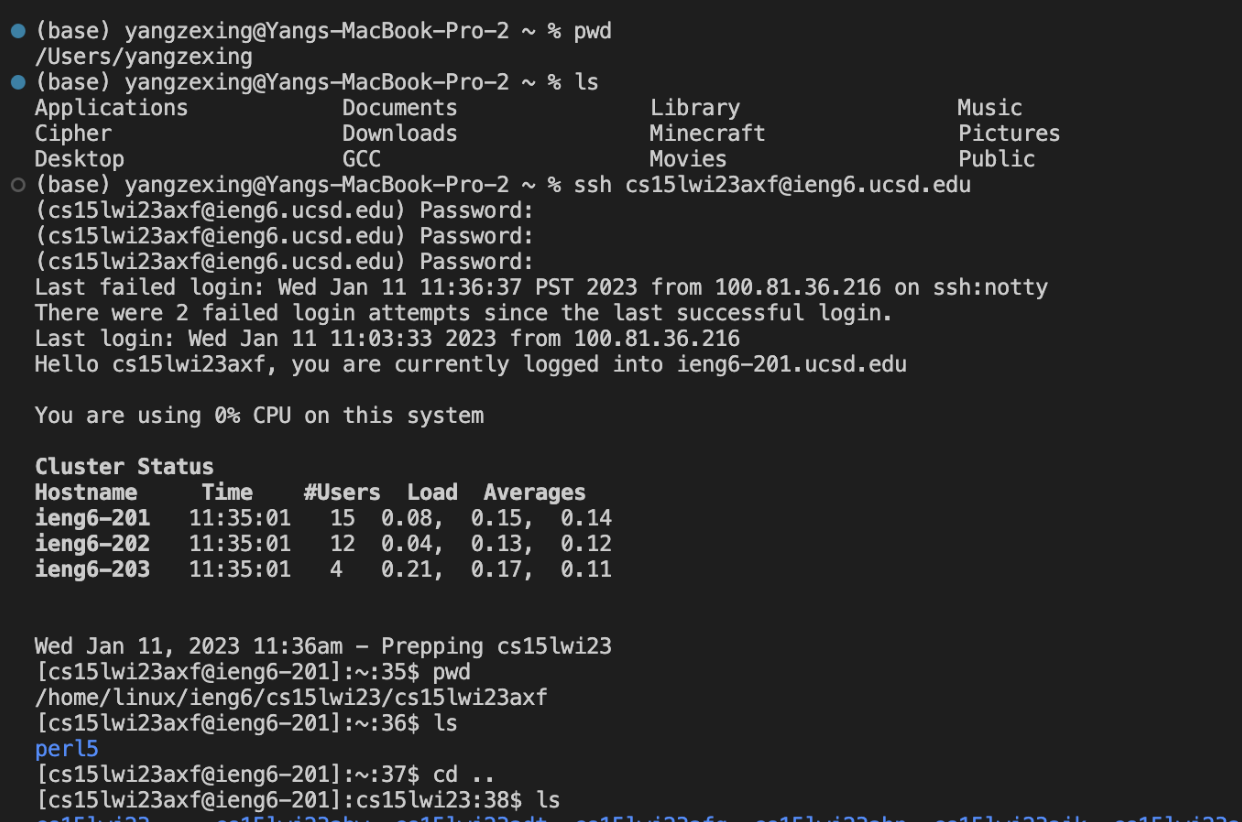 (base) yangzexing@Yangs-MacBook-Pro-2 ~ % pwd
/Users/yangzexing
(base) yangzexing@Yangs-MacBook-Pro-2 ~ % ls
Applications Documents Library Music
Cipher Downloads Minecraft Pictures
Desktop GCC Movies Public
(base) yangzexing@Yangs-MacBook-Pro-2 ~ % ssh cs15lwi23axf@ieng6.ucsd.edu
(cs15lwi23axf@ieng6.ucsd.edu) Password:
(cs15lwi23axf@ieng6.ucsd.edu) Password:
(cs15lwi23axf@ieng6.ucsd.edu) Password:
Last failed login: Wed Jan 11 11:36:37 PST 2023 from 100.81.36.216 on ssh:notty
There were 2 failed login attempts since the last successful login.
Last login: Wed Jan 11 11:03:33 2023 from 100.81.36.216
Hello cs15lwi23axf, you are currently logged into ieng6-201.ucsd.edu
You are using 0% CPU on this system
Cluster Status
Hostname Time #Users Load Averages
ieng6-201 11:35:01 15 0.08, 0.15, 0.14
ieng6-202 11:35:01 12 0.04, 0.13, 0.12
ieng6-203 11:35:01 4 0.21, 0.17, 0.11
Wed Jan 11, 2023 11:36am - Prepping cs15lwi23
[cs15lwi23axf@ieng6-201]:~:35$ pwd
/home/linux/ieng6/cs15lwi23/cs15lwi23axf
[cs15lwi23axf@ieng6-201]:~:36$ ls
perl5
[cs15lwi23axf@ieng6-201]:~:37$ cd ..
[cs15lwi23axf@ieng6-201]:cs15lwi23:38$ ls